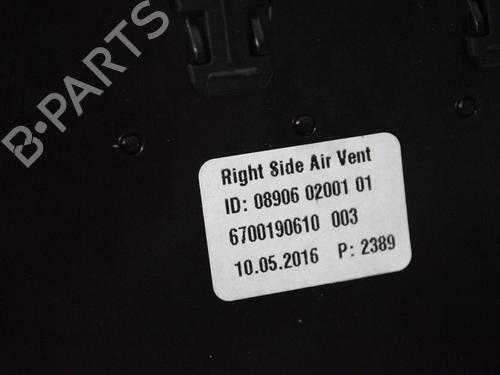 B-PARTS
Right Side Air Vent
ID: 08906 02001 01
6700190610 003
10.05.2016 P: 2389